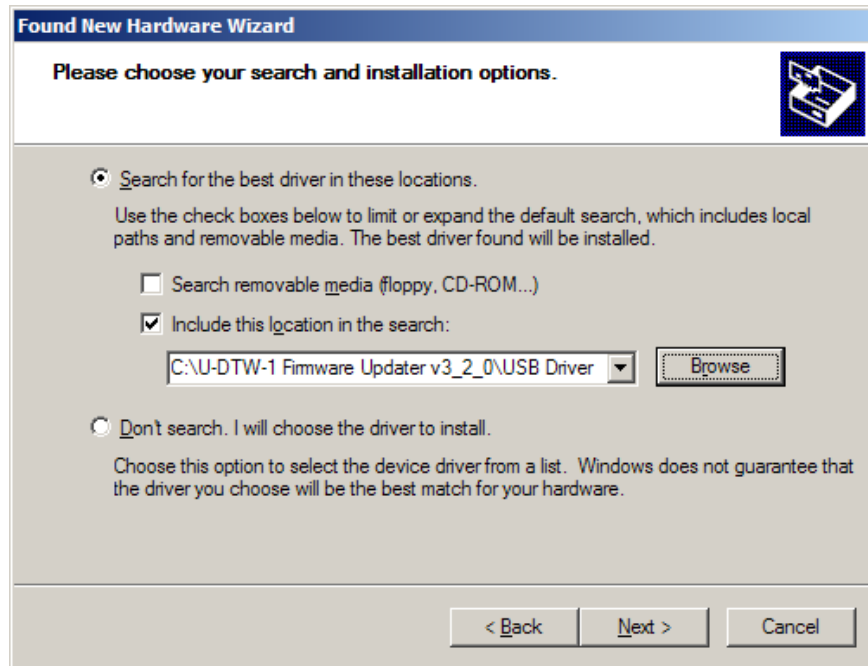 Found New Hardware Wizard
Please choose your search and installation options.
Search for the best driver in these locations.
Use the check boxes below to limit or expand the default search, which includes local
paths and removable media. The best driver found will be installed.
Search removable media (floppy, CD-ROM...)
Include this location in the search:
C:\U-DTW-1 Firmware Updater v3_2_0\USB Driver
Browse
Don't search. I will choose the driver to install.
Choose this option to select the device driver from a list. Windows does not guarantee that
the driver you choose will be the best match for your hardware.
< Back Next > Cancel